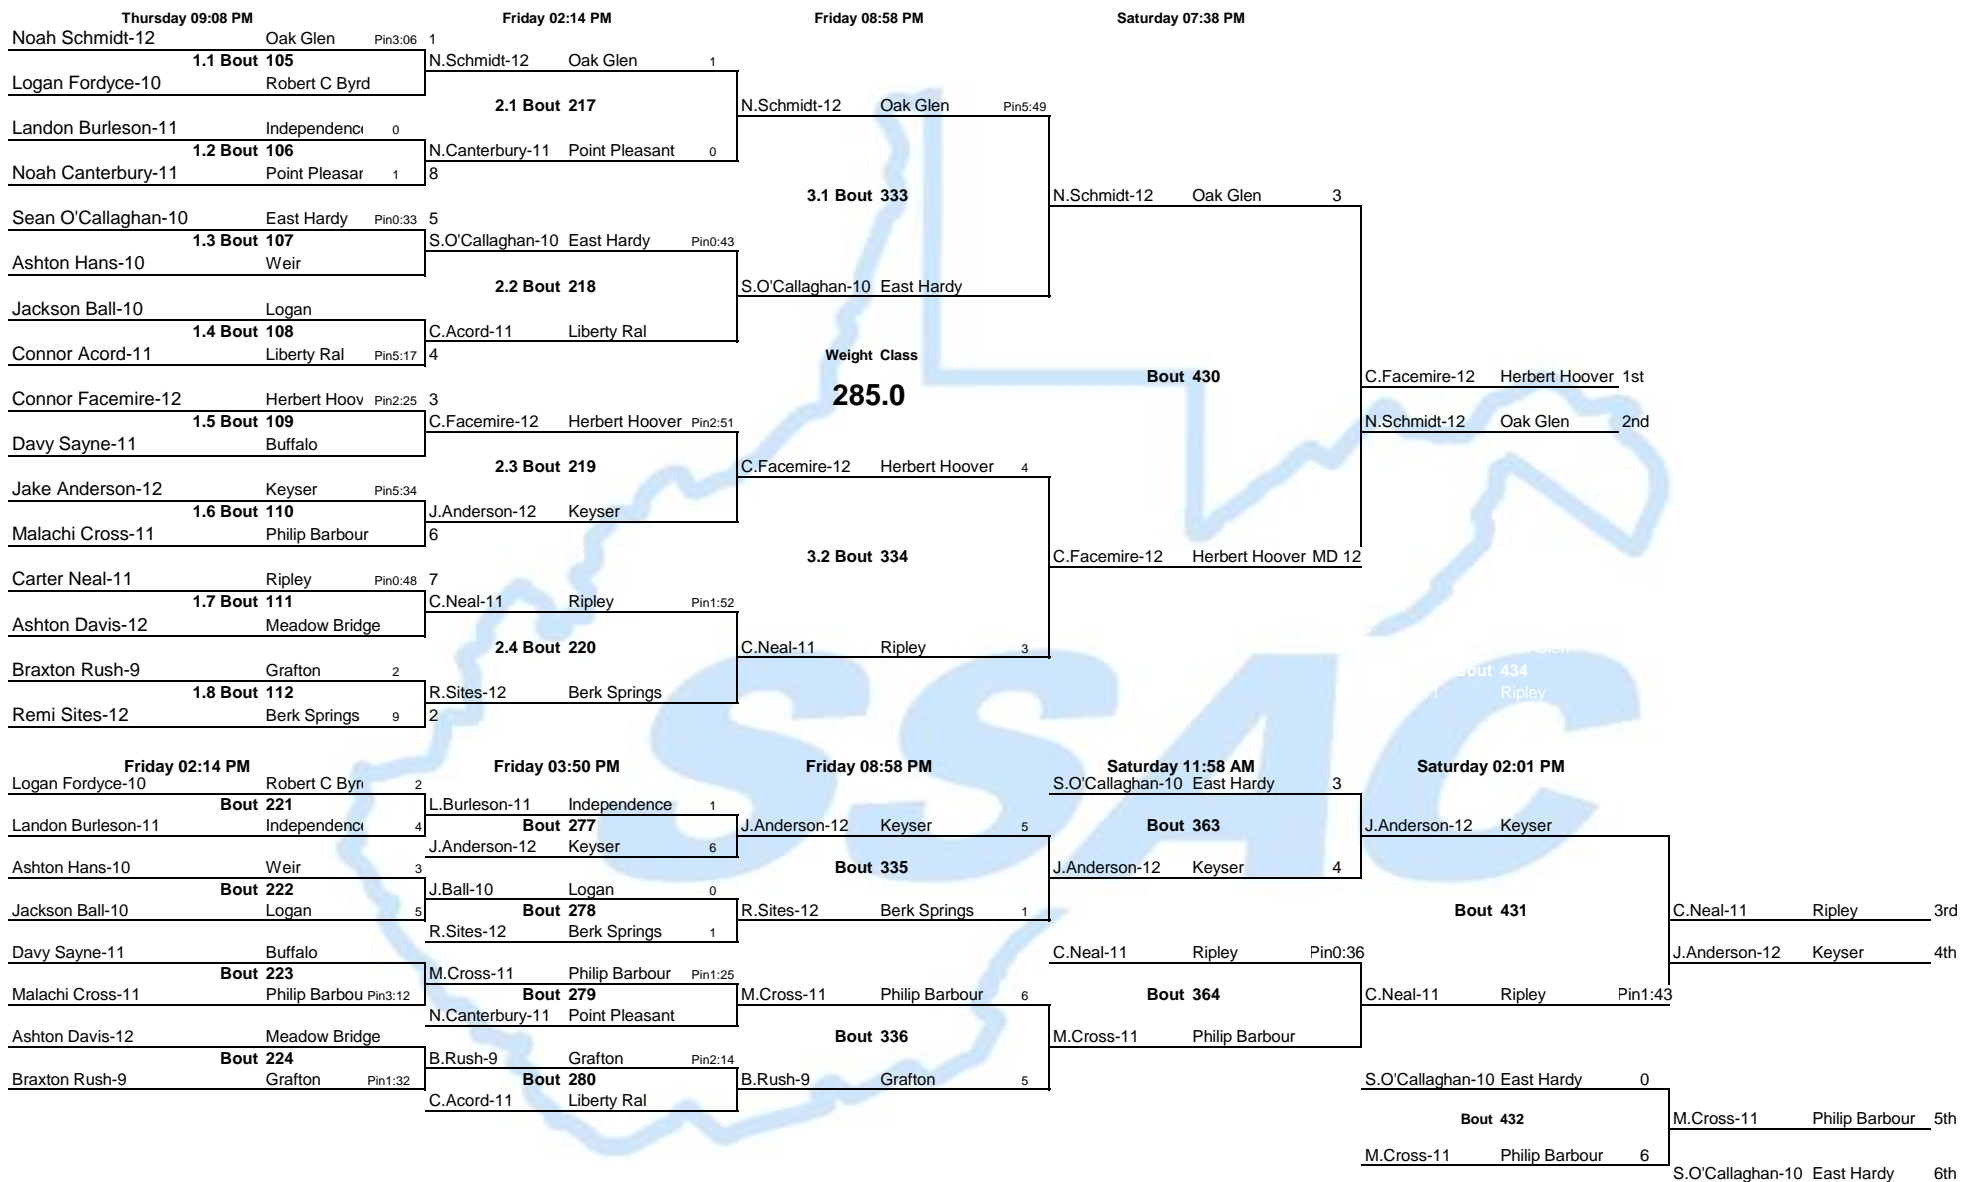 Thursday 09:08 PM Friday 02:14 PM Friday 08:58 PM Saturday 07:38 PM
Noah Schmidt-12 Oak Glen Pin3:06 1
1.1 Bout 105 N.Schmidt-12 Oak Glen 1
Logan Fordyce-10 Robert C Byrd
2.1 Bout 217 N.Schmidt-12 Oak Glen Pin5:49
Landon Burleson-11 Independenc 0
1.2 Bout 106 N.Canterbury-11 Point Pleasant 0
Noah Canterbury-11 Point Pleasar 1 8
3.1 Bout 333 N.Schmidt-12 Oak Glen 3
Sean O'Callaghan-10 East Hardy Pin0:33 5
1.3 Bout 107 S.O'Callaghan-10 East Hardy Pin0:43
Ashton Hans-10 Weir
2.2 Bout 218 S.O'Callaghan-10 East Hardy
Jackson Ball-10 Logan
1.4 Bout 108 C.Acord-11 Liberty Ral
Connor Acord-11 Liberty Ral Pin5:17 4 Weight Class
Bout 430 C.Facemire-12 Herbert Hoover 1st
Connor Facemire-12 Herbert Hoov Pin2:25 3 285.0
1.5 Bout 109 C.Facemire-12 Herbert Hoover Pin2:51 N.Schmidt-12 Oak Glen 2nd
Davy Sayne-11 Buffalo
2.3 Bout 219 C.Facemire-12 Herbert Hoover 4
Jake Anderson-12 Keyser Pin5:34
1.6 Bout 110 J.Anderson-12 Keyser
Malachi Cross-11 Philip Barbour 6
3.2 Bout 334 C.Facemire-12 Herbert Hoover MD 12
Carter Neal-11 Ripley Pin0:48 7
1.7 Bout 111 C.Neal-11 Ripley Pin1:52
Ashton Davis-12 Meadow Bridge
2.4 Bout 220 C.Neal-11 Ripley 3 Glen
Braxton Rush-9 Grafton 2 Bout 434
1.8 Bout 112 R.Sites-12 Berk Springs Ripley
Remi Sites-12 Berk Springs 9 2
SSAC
Friday 02:14 PM Friday 03:50 PM Friday 08:58 PM Saturday 11:58 AM Saturday 02:01 PM
Logan Fordyce-10 Robert C Byr 2 S.O'Callaghan-10 East Hardy 3
Bout 221 L.Burleson-11 Independence 1
Landon Burleson-11 Independenc 4 Bout 277 J.Anderson-12 Keyser 5 Bout 363 J.Anderson-12 Keyser
J.Anderson-12 Keyser 6
Ashton Hans-10 Weir 3 Bout 335 J.Anderson-12 Keyser 4
Bout 222 J.Ball-10 Logan 0
Jackson Ball-10 Logan 5 Bout 278 R.Sites-12 Berk Springs 1 Bout 431 C.Neal-11 Ripley 3rd
R.Sites-12 Berk Springs 1
Davy Sayne-11 Buffalo C.Neal-11 Ripley Pin0:36 J.Anderson-12 Keyser 4th
Bout 223 M.Cross-11 Philip Barbour Pin1:25
Malachi Cross-11 Philip Barbou Pin3:12 Bout 279 M.Cross-11 Philip Barbour 6 Bout 364 C.Neal-11 Ripley Pin1:43
N.Canterbury-11 Point Pleasant
Ashton Davis-12 Meadow Bridge Bout 336 M.Cross-11 Philip Barbour
Bout 224 B.Rush-9 Grafton Pin2:14
Braxton Rush-9 Grafton Pin1:32 Bout 280 B.Rush-9 Grafton 5 S.O'Callaghan-10 East Hardy 0
C.Acord-11 Liberty Ral
Bout 432 M.Cross-11 Philip Barbour 5th
M.Cross-11 Philip Barbour 6
S.O'Callaghan-10 East Hardy 6th